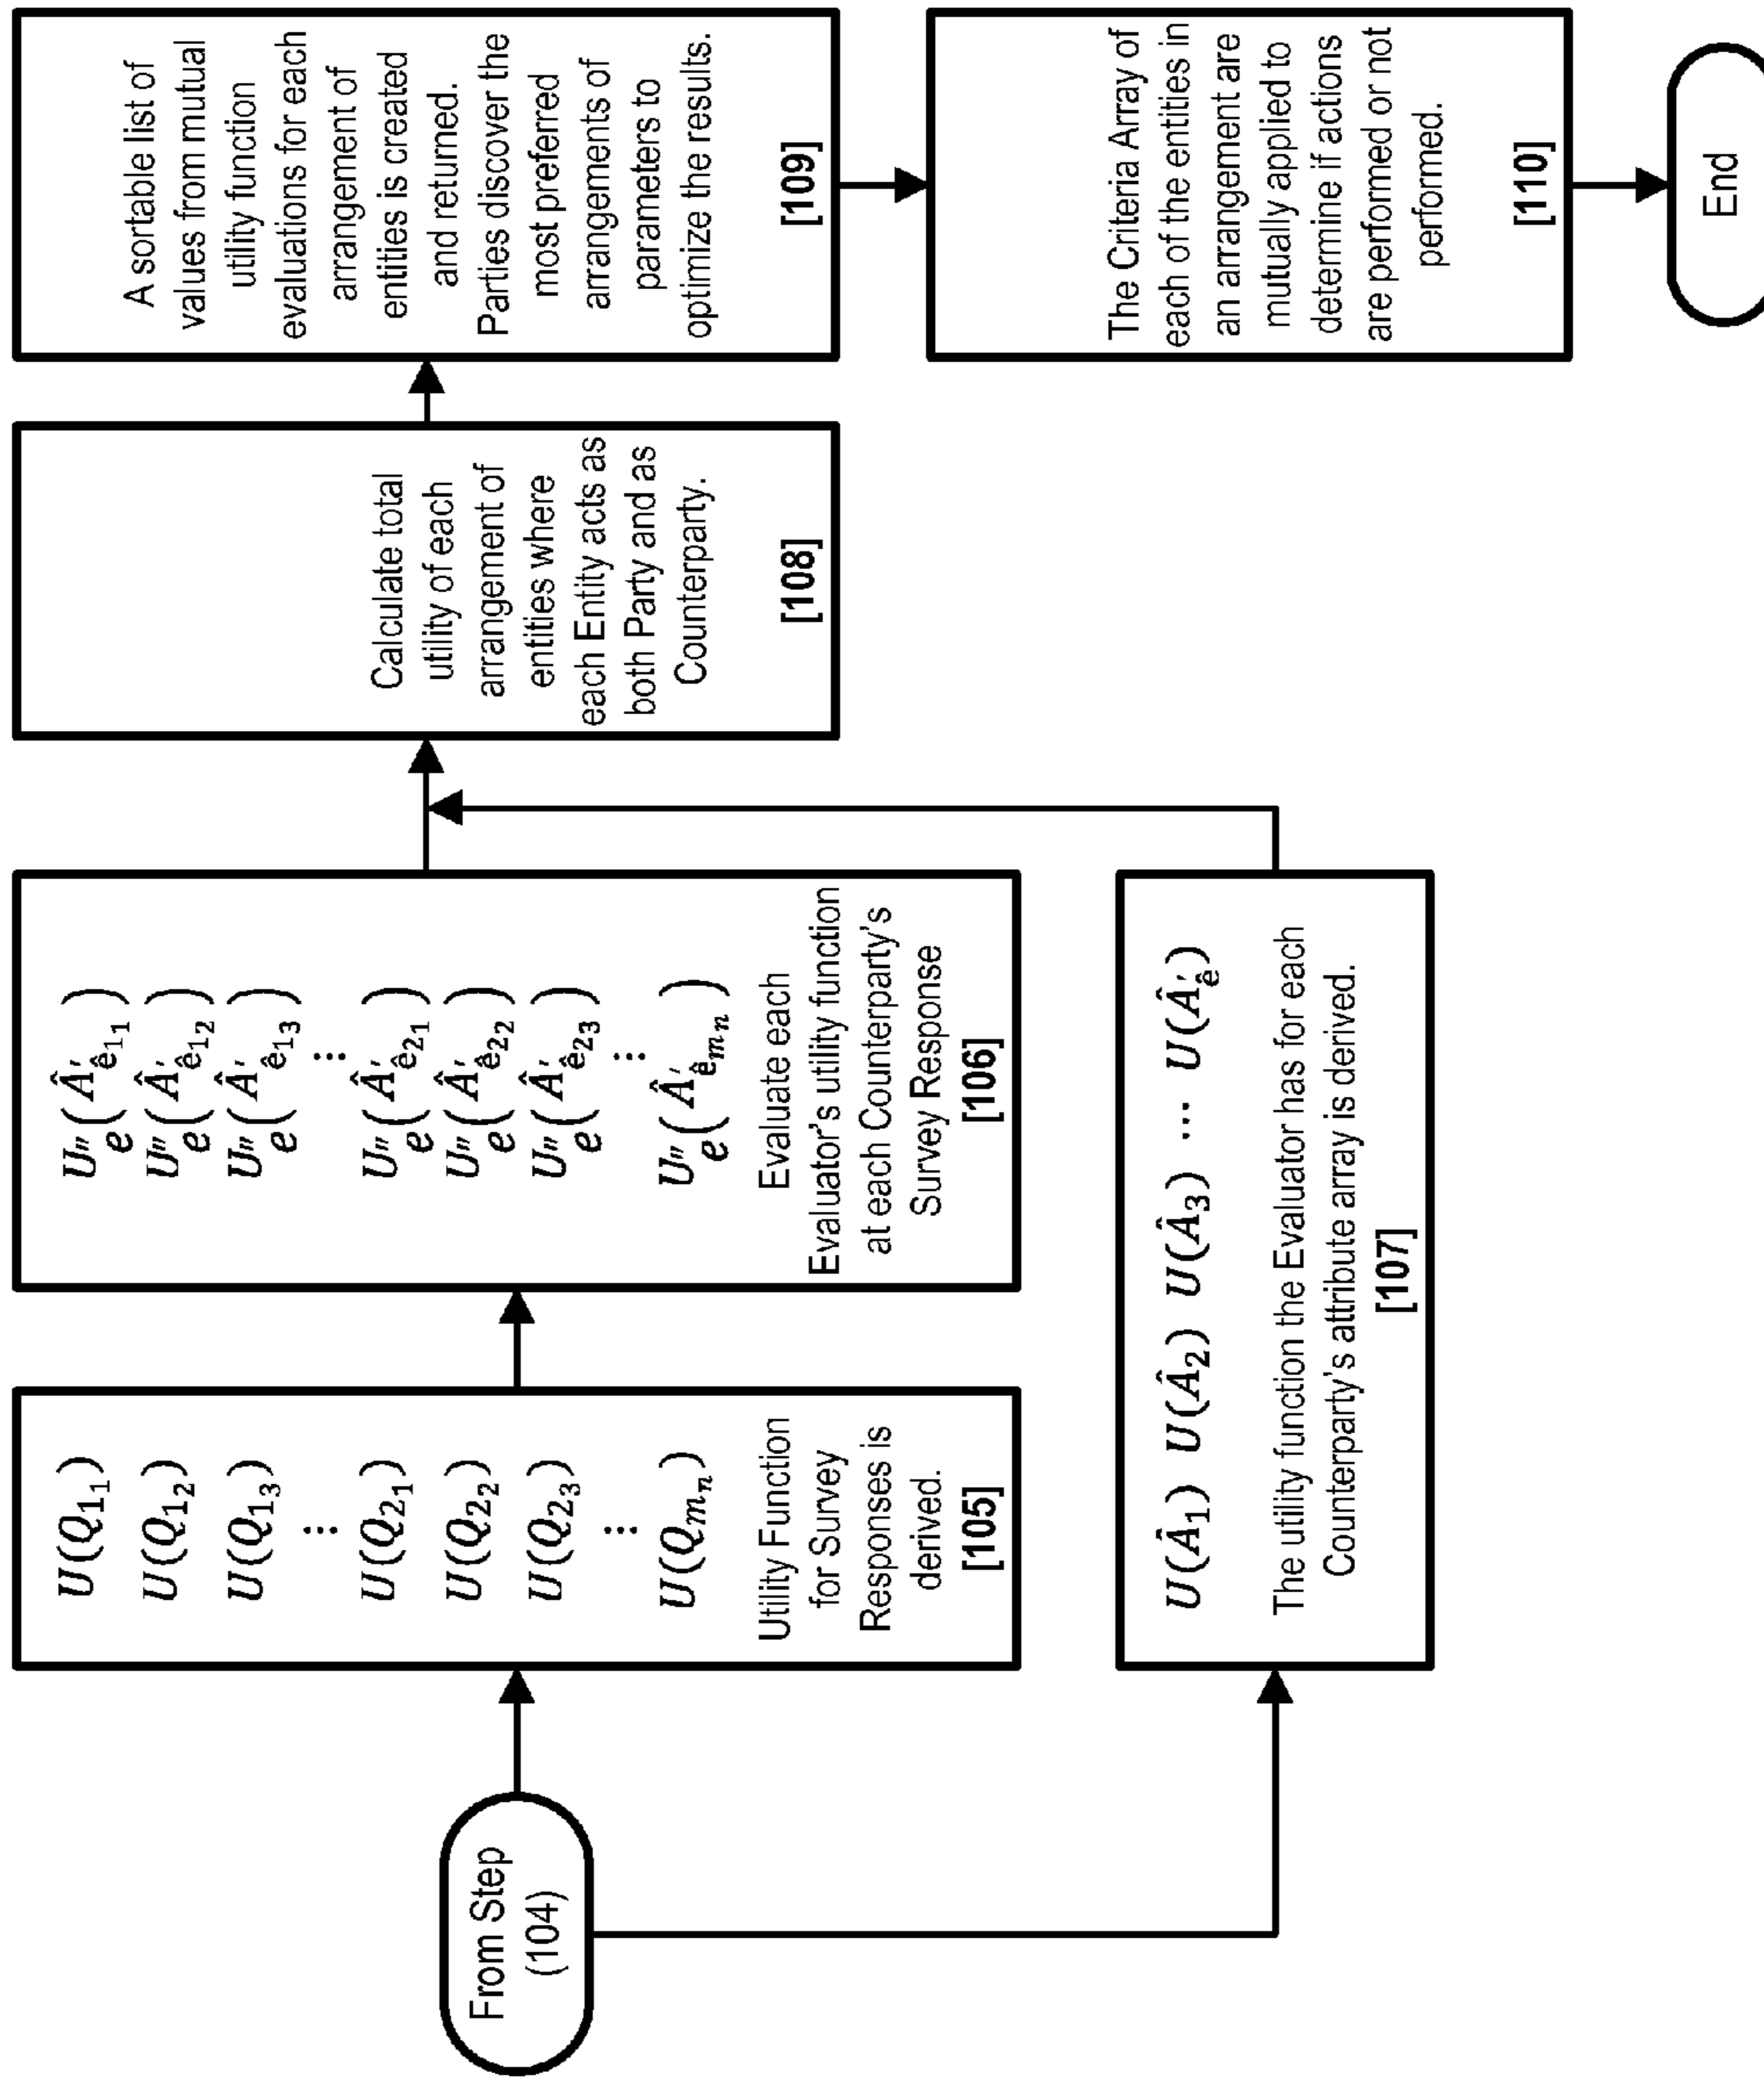 From Step
(104)
U(Q₁₁)
U(Q₁₂)
U(Q₁₃)
⋮
U(Q₂₁)
U(Q₂₂)
U(Q₂₃)
⋮
U(Qₘₙ)
Utility Function
for Survey
Responses is
derived.
[105]
U″ₑ(Â′ê₁₁)
U″ₑ(Â′ê₁₂)
U″ₑ(Â′ê₁₃)
⋮
U″ₑ(Â′ê₂₁)
U″ₑ(Â′ê₂₂)
U″ₑ(Â′ê₂₃)
⋮
U″ₑ(Â′êₘₙ)
Evaluate each
Evaluator's utility function
at each Counterparty's
Survey Response
[106]
U(Â₁) U(Â₂) U(Â₃) ⋯ U(Â′ê)
The utility function the Evaluator has for each
Counterparty's attribute array is derived.
[107]
Calculate total
utility of each
arrangement of
entities where
each Entity acts as
both Party and as
Counterparty.
[108]
A sortable list of
values from mutual
utility function
evaluations for each
arrangement of
entities is created
and returned.
Parties discover the
most preferred
arrangements of
parameters to
optimize the results.
[109]
The Criteria Array of
each of the entities in
an arrangement are
mutually applied to
determine if actions
are performed or not
performed.
[110]
End